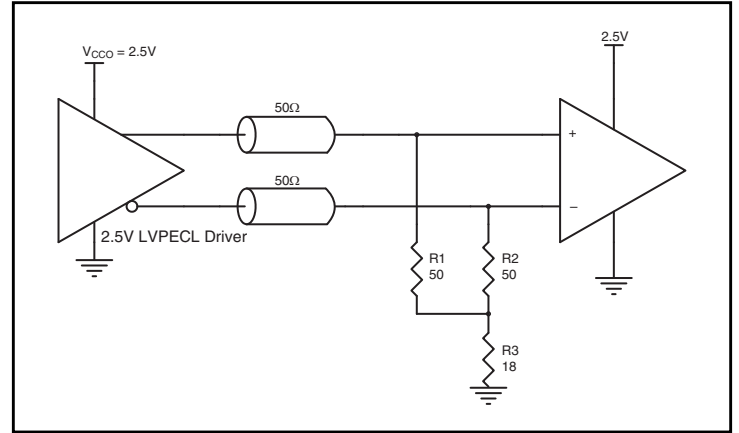 V_CCO = 2.5V
2.5V
50Ω
+
50Ω
–
2.5V LVPECL Driver
R1
50
R2
50
R3
18